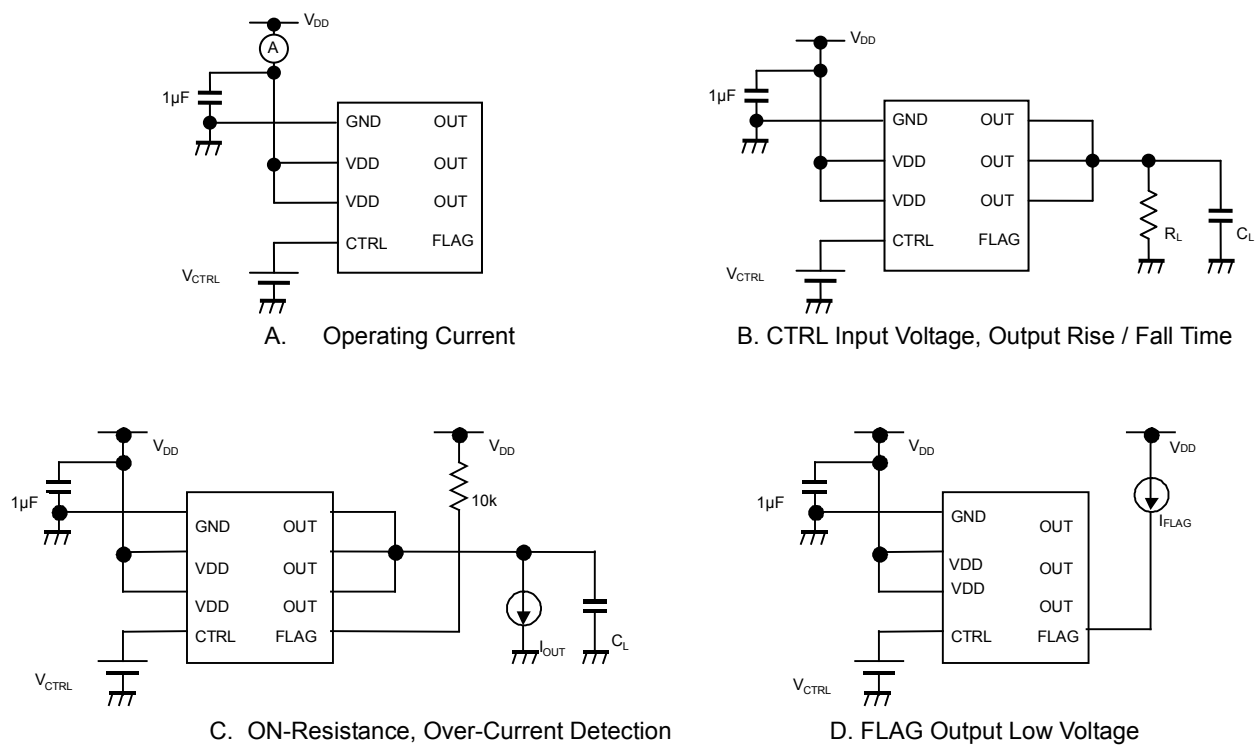 VDD
A
1µF
GND OUT
VDD OUT
VDD OUT
CTRL FLAG
VCTRL
A. Operating Current
VDD
1µF
GND OUT
VDD OUT
VDD OUT
CTRL FLAG
RL
CL
VCTRL
B. CTRL Input Voltage, Output Rise / Fall Time
VDD
VDD
1µF
10k
GND OUT
VDD OUT
VDD OUT
CTRL FLAG
IOUT
CL
VCTRL
C. ON-Resistance, Over-Current Detection
VDD
VDD
1µF
IFLAG
GND OUT
VDD OUT
VDD OUT
CTRL FLAG
VCTRL
D. FLAG Output Low Voltage